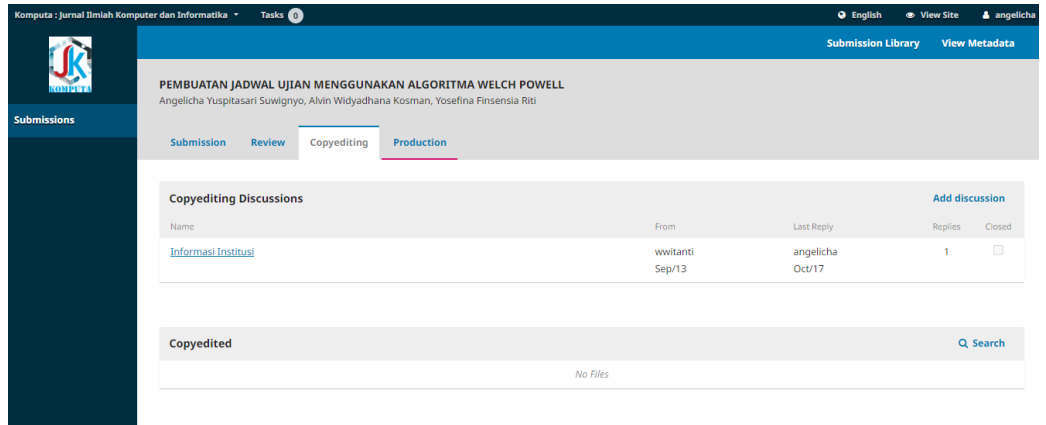 Komputa : Jurnal Ilmiah Komputer dan Informatika Tasks 0 English View Site angelicha
JK
KOMPUTA
Submission Library View Metadata
PEMBUATAN JADWAL UJIAN MENGGUNAKAN ALGORITMA WELCH POWELL
Angelicha Yuspitasari Suwignyo, Alvin Widyadhana Kosman, Yosefina Finsensia Riti
Submissions
Submission Review Copyediting Production
Copyediting Discussions Add discussion
Name From Last Reply Replies Closed
Informasi Institusi wwitanti angelicha 1
Sep/13 Oct/17
Copyedited Search
No Files